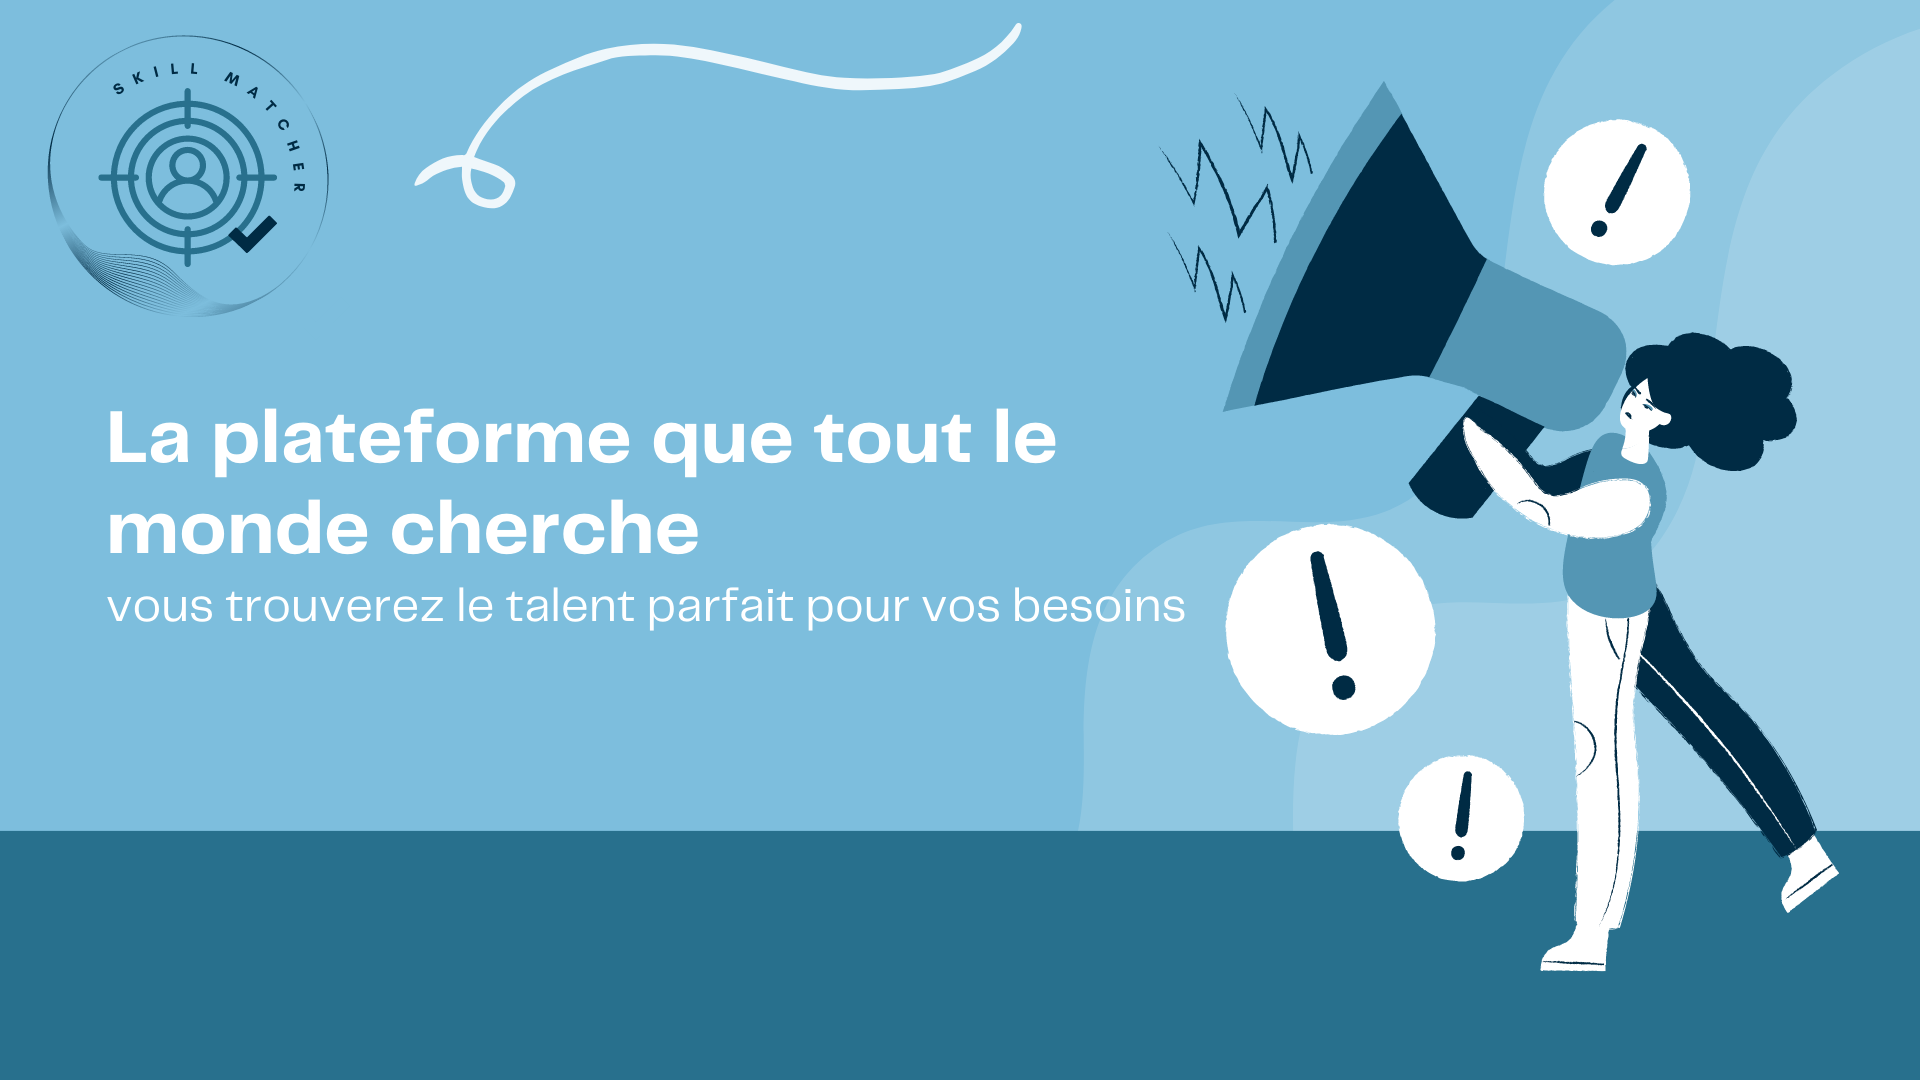 SKILL MATCHER
La plateforme que tout le
monde cherche
vous trouverez le talent parfait pour vos besoins
!
!
!